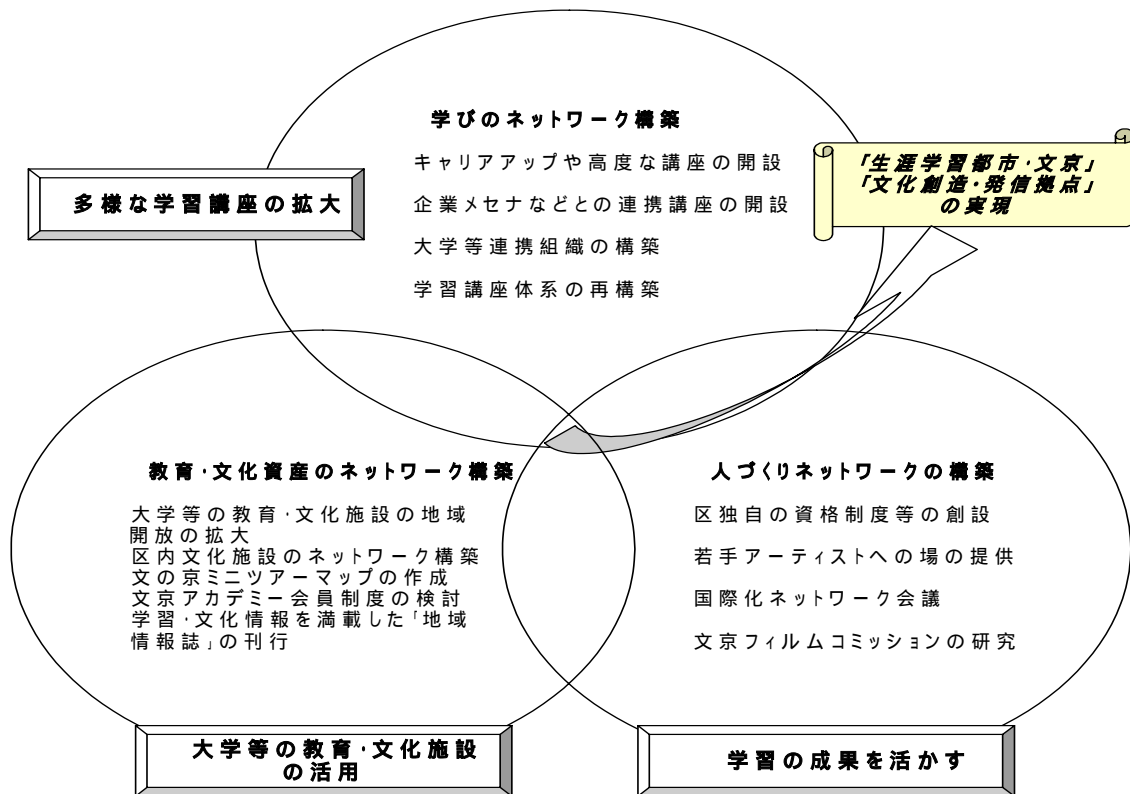 学びのネットワーク構築
キャリアアップや高度な講座の開設
企業メセナなどとの連携講座の開設
大学等連携組織の構築
学習講座体系の再構築
多様な学習講座の拡大
「生涯学習都市・文京」
「文化創造・発信拠点」
の実現
教育・文化資産のネットワーク構築
大学等の教育・文化施設の地域
開放の拡大
区内文化施設のネットワーク構築
文の京ミニツアーマップの作成
文京アカデミー会員制度の検討
学習・文化情報を満載した「地域
情報誌」の刊行
人づくりネットワークの構築
区独自の資格制度等の創設
若手アーティストへの場の提供
国際化ネットワーク会議
文京フィルムコミッションの研究
大学等の教育・文化施設
の活用
学習の成果を活かす